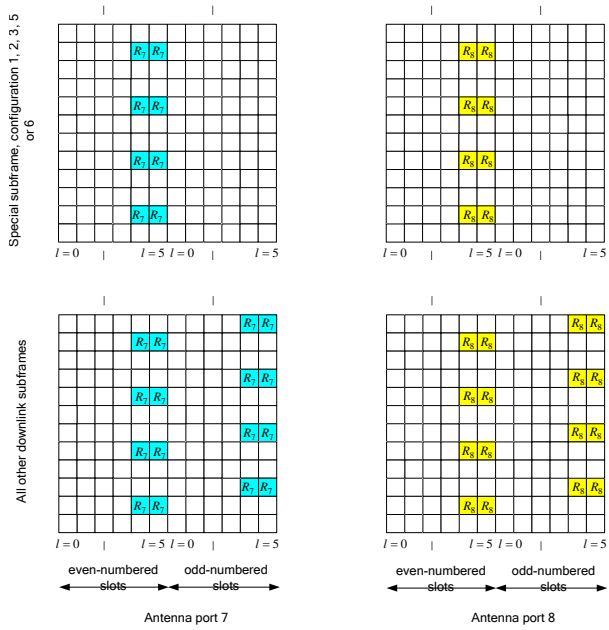 Special subframe, configuration 1, 2, 3, 5
or 6
R7 R7 R8 R8
R7 R7 R8 R8
R7 R7 R8 R8
R7 R7 R8 R8
l = 0 l = 5 l = 0 l = 5 l = 0 l = 5 l = 0 l = 5
All other downlink subframes
R7 R7 R8 R8
R7 R7 R8 R8
R7 R7 R8 R8
R7 R7 R8 R8
R7 R7 R8 R8
R7 R7 R8 R8
R7 R7 R8 R8
R7 R7 R8 R8
l = 0 l = 5 l = 0 l = 5 l = 0 l = 5 l = 0 l = 5
even-numbered odd-numbered even-numbered odd-numbered
slots slots slots slots
Antenna port 7 Antenna port 8